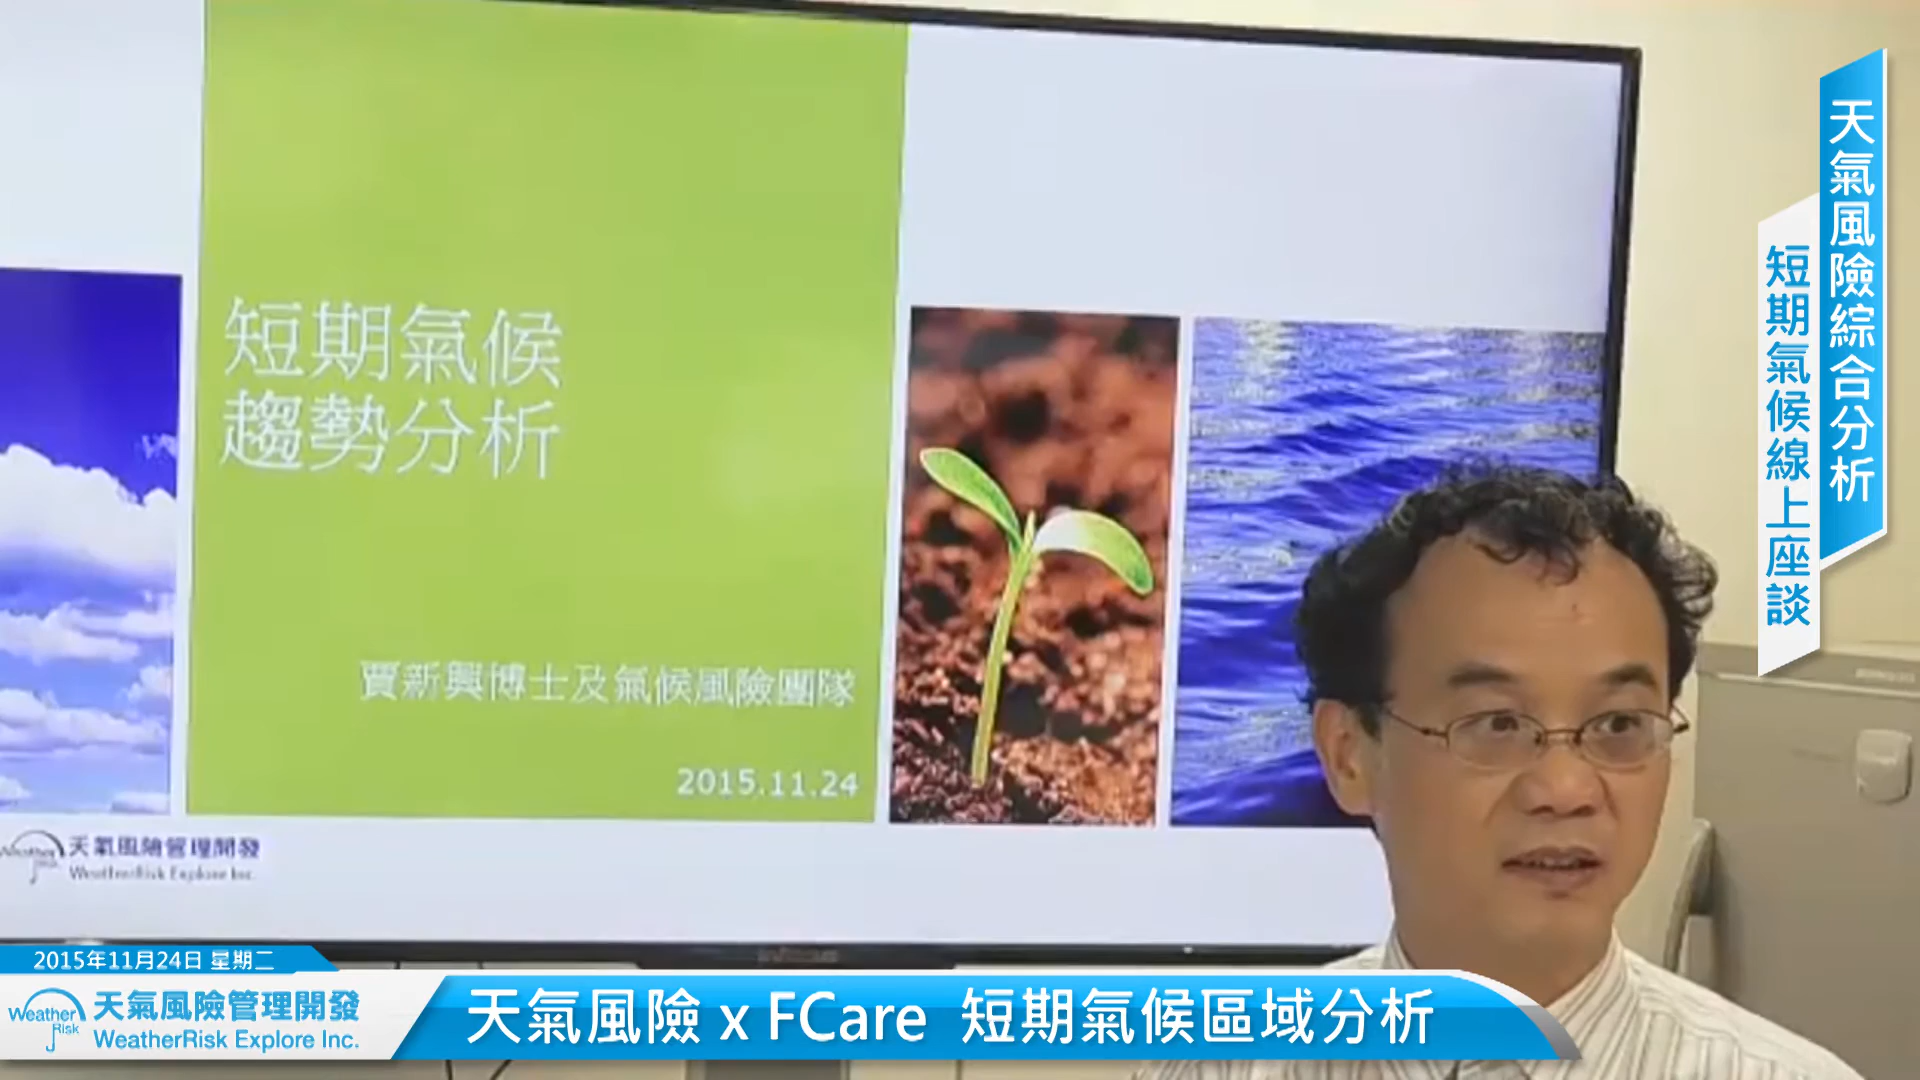 短期氣候
趨勢分析
賈新興博士及氣候風險團隊
2015.11.24
Weather
天氣風險管理開發
WeatherRisk Explore Inc.
天氣風險綜合分析
短期氣候線上座談
2015年11月24日 星期二
Weather
Risk
天氣風險管理開發
WeatherRisk Explore Inc.
天氣風險 x FCare 短期氣候區域分析